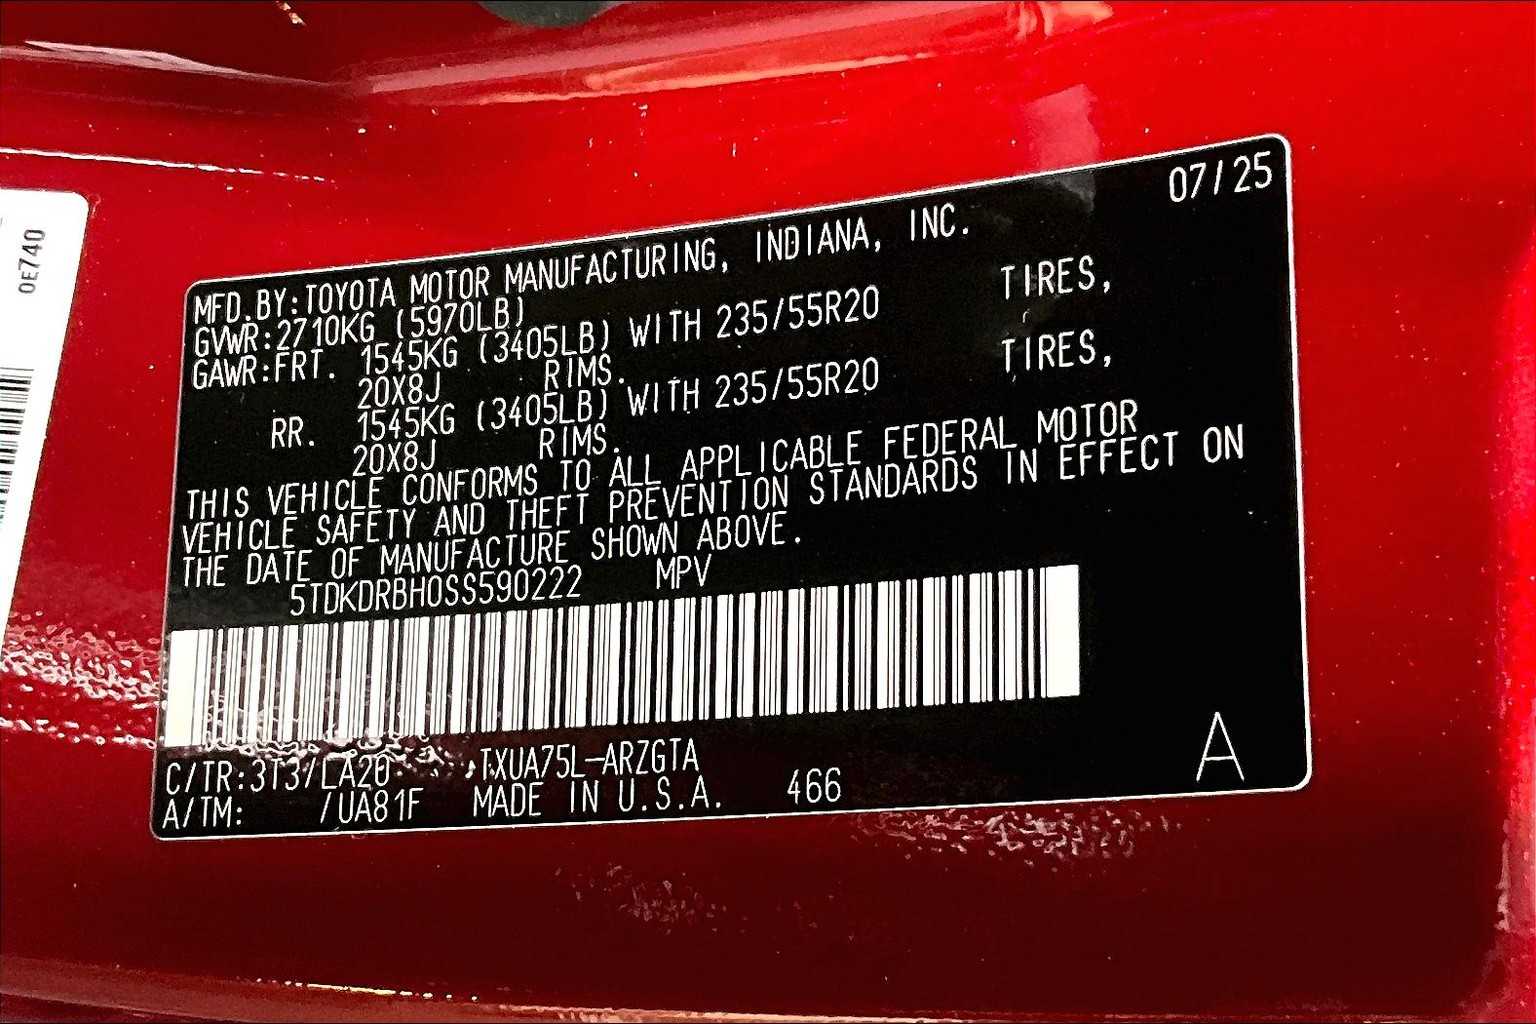 0E740
07/25
MFD.BY:TOYOTA MOTOR MANUFACTURING, INDIANA, INC.
GVWR:2710KG (5970LB)
GAWR:FRT. 1545KG (3405LB) WITH 235/55R20 TIRES,
20X8J RIMS.
RR. 1545KG (3405LB) WITH 235/55R20 TIRES,
20X8J RIMS.
THIS VEHICLE CONFORMS TO ALL APPLICABLE FEDERAL MOTOR
VEHICLE SAFETY AND THEFT PREVENTION STANDARDS IN EFFECT ON
THE DATE OF MANUFACTURE SHOWN ABOVE.
5TDKDRBH0SS590222 MPV
C/TR:3T3/LA20 TXUA75L-ARZGTA
A/TM: /UA81F MADE IN U.S.A. 466
A